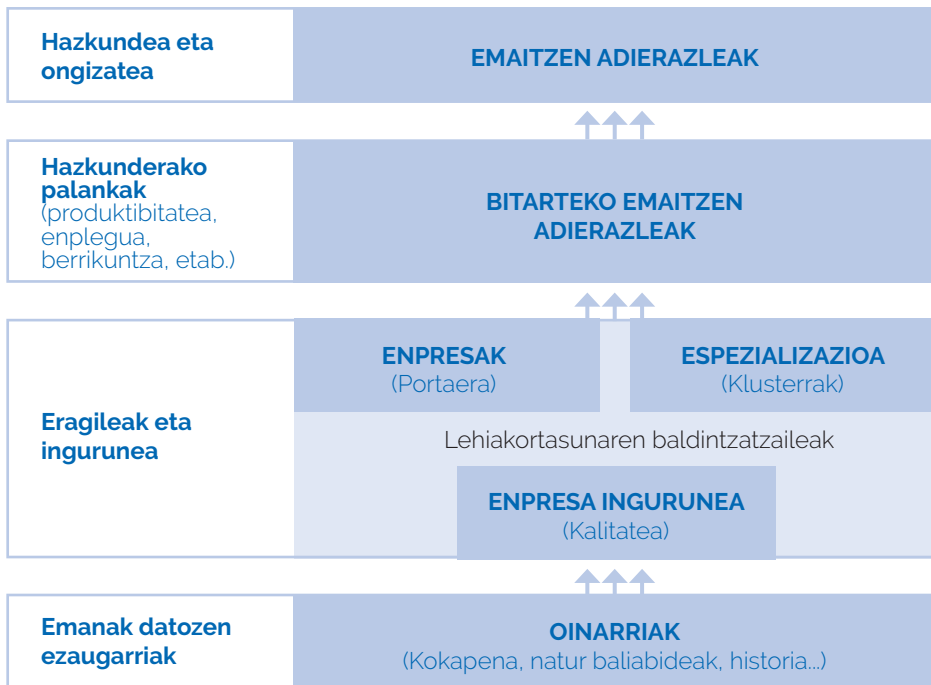 Hazkundea eta
ongizatea
EMAITZEN ADIERAZLEAK
Hazkunderako
palankak
(produktibitatea,
enplegua,
berrikuntza, etab.)
BITARTEKO EMAITZEN
ADIERAZLEAK
Eragileak eta
ingurunea
ENPRESAK
(Portaera)
ESPEZIALIZAZIOA
(Klusterrak)
Lehiakortasunaren baldintzatzaileak
ENPRESA INGURUNEA
(Kalitatea)
Emanak datozen
ezaugarriak
OINARRIAK
(Kokapena, natur baliabideak, historia...)